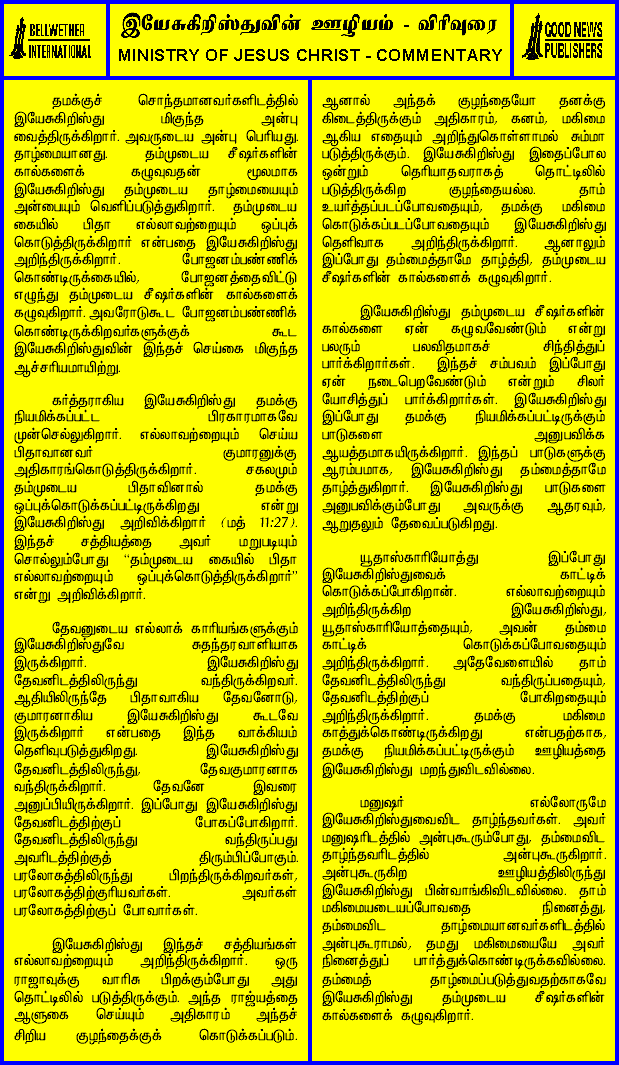 BELLWETHER
INTERNATIONAL
இயேசுகிறிஸ்துவின் ஊழியம் - விரிவுரை
MINISTRY OF JESUS CHRIST - COMMENTARY
GOOD NEWS
PUBLISHERS
தமக்குச் சொந்தமானவர்களிடத்தில்
இயேசுகிறிஸ்து மிகுந்த அன்பு
வைத்திருக்கிறார். அவருடைய அன்பு பெரியது.
தாழ்மையானது. தம்முடைய சீஷர்களின்
கால்களைக் கழுவுவதன் மூலமாக
இயேசுகிறிஸ்து தம்முடைய தாழ்மையையும்
அன்பையும் வெளிப்படுத்துகிறார். தம்முடைய
கையில் பிதா எல்லாவற்றையும் ஒப்புக்
கொடுத்திருக்கிறார் என்பதை இயேசுகிறிஸ்து
அறிந்திருக்கிறார். போஜனம்பண்ணிக்
கொண்டிருக்கையில், போஜனத்தைவிட்டு
எழுந்து தம்முடைய சீஷர்களின் கால்களைக்
கழுவுகிறார். அவரோடுகூட போஜனம்பண்ணிக்
கொண்டிருக்கிறவர்களுக்குக் கூட
இயேசுகிறிஸ்துவின் இந்தச் செய்கை மிகுந்த
ஆச்சரியமாயிற்று.
கர்த்தராகிய இயேசுகிறிஸ்து தமக்கு
நியமிக்கப்பட்ட பிரகாரமாகவே
முன்செல்லுகிறார். எல்லாவற்றையும் செய்ய
பிதாவானவர் குமாரனுக்கு
அதிகாரங்கொடுத்திருக்கிறார். சகலமும்
தம்முடைய பிதாவினால் தமக்கு
ஒப்புக்கொடுக்கப்பட்டிருக்கிறது என்று
இயேசுகிறிஸ்து அறிவிக்கிறார் (மத் 11:27).
இந்தச் சத்தியத்தை அவர் மறுபடியும்
சொல்லும்போது “தம்முடைய கையில் பிதா
எல்லாவற்றையும் ஒப்புக்கொடுத்திருக்கிறார்”
என்று அறிவிக்கிறார்.
தேவனுடைய எல்லாக் காரியங்களுக்கும்
இயேசுகிறிஸ்துவே சுதந்தரவாளியாக
இருக்கிறார். இயேசுகிறிஸ்து
தேவனிடத்திலிருந்து வந்திருக்கிறவர்.
ஆதியிலிருந்தே பிதாவாகிய தேவனோடு,
குமாரனாகிய இயேசுகிறிஸ்து கூடவே
இருக்கிறார் என்பதை இந்த வாக்கியம்
தெளிவுபடுத்துகிறது. இயேசுகிறிஸ்து
தேவனிடத்திலிருந்து, தேவகுமாரனாக
வந்திருக்கிறார். தேவனே இவரை
அனுப்பியிருக்கிறார். இப்போது இயேசுகிறிஸ்து
தேவனிடத்திற்குப் போகப்போகிறார்.
தேவனிடத்திலிருந்து வந்திருப்பது
அவரிடத்திற்குத் திரும்பிப்போகும்.
பரலோகத்திலிருந்து பிறந்திருக்கிறவர்கள்,
பரலோகத்திற்குரியவர்கள். அவர்கள்
பரலோகத்திற்குப் போவார்கள்.
இயேசுகிறிஸ்து இந்தச் சத்தியங்கள்
எல்லாவற்றையும் அறிந்திருக்கிறார். ஒரு
ராஜாவுக்கு வாரிசு பிறக்கும்போது அது
தொட்டிலில் படுத்திருக்கும். அந்த ராஜ்யத்தை
ஆளுகை செய்யும் அதிகாரம் அந்தச்
சிறிய குழந்தைக்குக் கொடுக்கப்படும்.
ஆனால் அந்தக் குழந்தையோ தனக்கு
கிடைத்திருக்கும் அதிகாரம், கனம், மகிமை
ஆகிய எதையும் அறிந்துகொள்ளாமல் சும்மா
படுத்திருக்கும். இயேசுகிறிஸ்து இதைப்போல
ஒன்றும் தெரியாதவராகத் தொட்டிலில்
படுத்திருக்கிற குழந்தையல்ல. தாம்
உயர்த்தப்படப்போவதையும், தமக்கு மகிமை
கொடுக்கப்படப்போவதையும் இயேசுகிறிஸ்து
தெளிவாக அறிந்திருக்கிறார். ஆனாலும்
இப்போது தம்மைத்தாமே தாழ்த்தி, தம்முடைய
சீஷர்களின் கால்களைக் கழுவுகிறார்.
இயேசுகிறிஸ்து தம்முடைய சீஷர்களின்
கால்களை ஏன் கழுவவேண்டும் என்று
பலரும் பலவிதமாகச் சிந்தித்துப்
பார்க்கிறார்கள். இந்தச் சம்பவம் இப்போது
ஏன் நடைபெறவேண்டும் என்றும் சிலர்
யோசித்துப் பார்க்கிறார்கள். இயேசுகிறிஸ்து
இப்போது தமக்கு நியமிக்கப்பட்டிருக்கும்
பாடுகளை அனுபவிக்க
ஆயத்தமாகயிருக்கிறார். இந்தப் பாடுகளுக்கு
ஆரம்பமாக, இயேசுகிறிஸ்து தம்மைத்தாமே
தாழ்த்துகிறார். இயேசுகிறிஸ்து பாடுகளை
அனுபவிக்கும்போது அவருக்கு ஆதரவும்,
ஆறுதலும் தேவைப்படுகிறது.
யூதாஸ்காரியோத்து இப்போது
இயேசுகிறிஸ்துவைக் காட்டிக்
கொடுக்கப்போகிறான். எல்லாவற்றையும்
அறிந்திருக்கிற இயேசுகிறிஸ்து,
யூதாஸ்காரியோத்தையும், அவன் தம்மை
காட்டிக் கொடுக்கப்போவதையும்
அறிந்திருக்கிறார். அதேவேளையில் தாம்
தேவனிடத்திலிருந்து வந்திருப்பதையும்,
தேவனிடத்திற்குப் போகிறதையும்
அறிந்திருக்கிறார். தமக்கு மகிமை
காத்துக்கொண்டிருக்கிறது என்பதற்காக,
தமக்கு நியமிக்கப்பட்டிருக்கும் ஊழியத்தை
இயேசுகிறிஸ்து மறந்துவிடவில்லை.
மனுஷர் எல்லோருமே
இயேசுகிறிஸ்துவைவிட தாழ்ந்தவர்கள். அவர்
மனுஷரிடத்தில் அன்புகூரும்போது, தம்மைவிட
தாழ்ந்தவரிடத்தில் அன்புகூருகிறார்.
அன்புகூருகிற ஊழியத்திலிருந்து
இயேசுகிறிஸ்து பின்வாங்கிவிடவில்லை. தாம்
மகிமையடையப்போவதை நினைத்து,
தம்மைவிட தாழ்மையானவர்களிடத்தில்
அன்புகூராமல், தமது மகிமையையே அவர்
நினைத்துப் பார்த்துக்கொண்டிருக்கவில்லை.
தம்மைத் தாழ்மைப்படுத்துவதற்காகவே
இயேசுகிறிஸ்து தம்முடைய சீஷர்களின்
கால்களைக் கழுவுகிறார்.